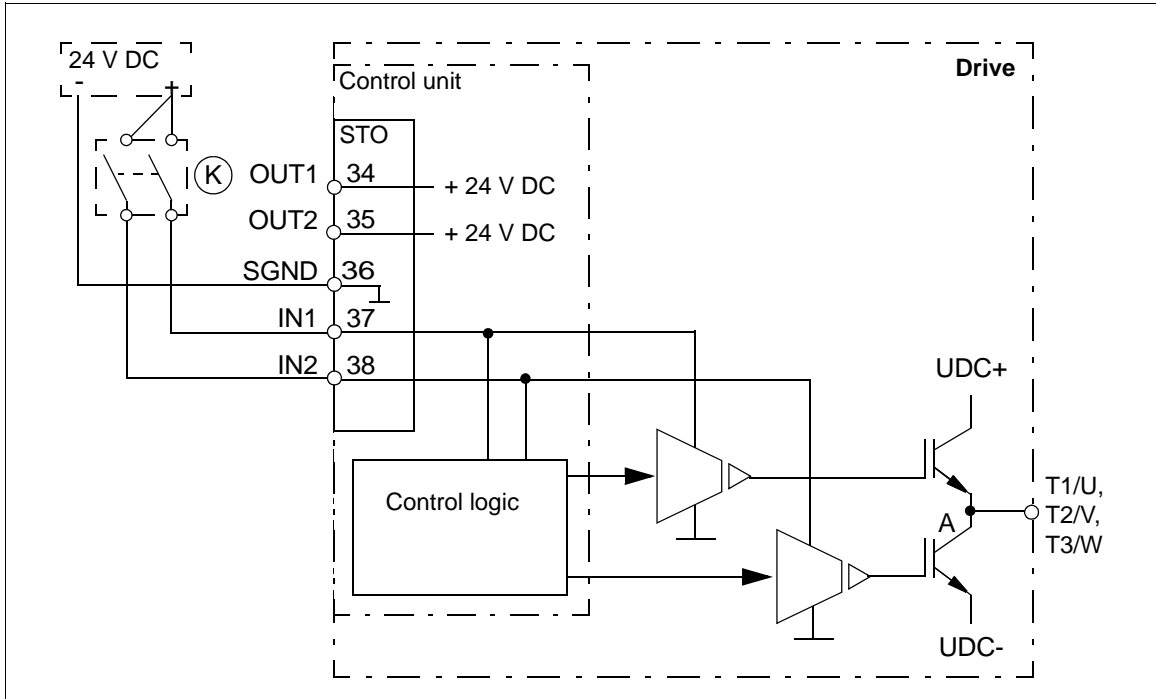 24 V DC
- +
Drive
Control unit
STO
K
OUT1 34 + 24 V DC
OUT2 35 + 24 V DC
SGND 36
IN1 37
IN2 38
UDC+
Control logic
A
T1/U,
T2/V,
T3/W
UDC-